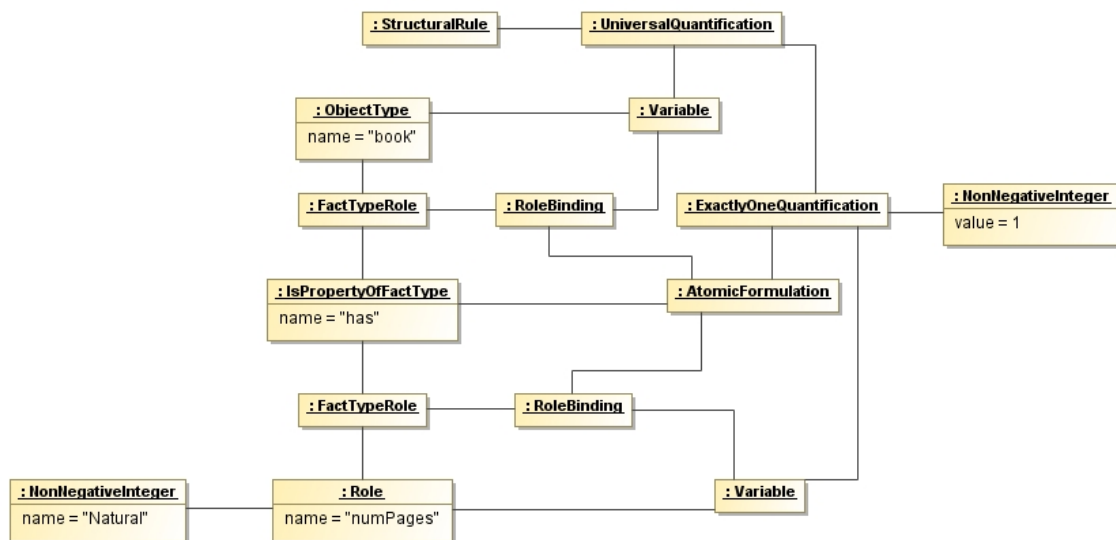 : StructuralRule
: UniversalQuantification
: ObjectType
name = "book"
: Variable
: FactTypeRole
: RoleBinding
: ExactlyOneQuantification
: NonNegativeInteger
value = 1
: IsPropertyOfFactType
name = "has"
: AtomicFormulation
: FactTypeRole
: RoleBinding
: NonNegativeInteger
name = "Natural"
: Role
name = "numPages"
: Variable